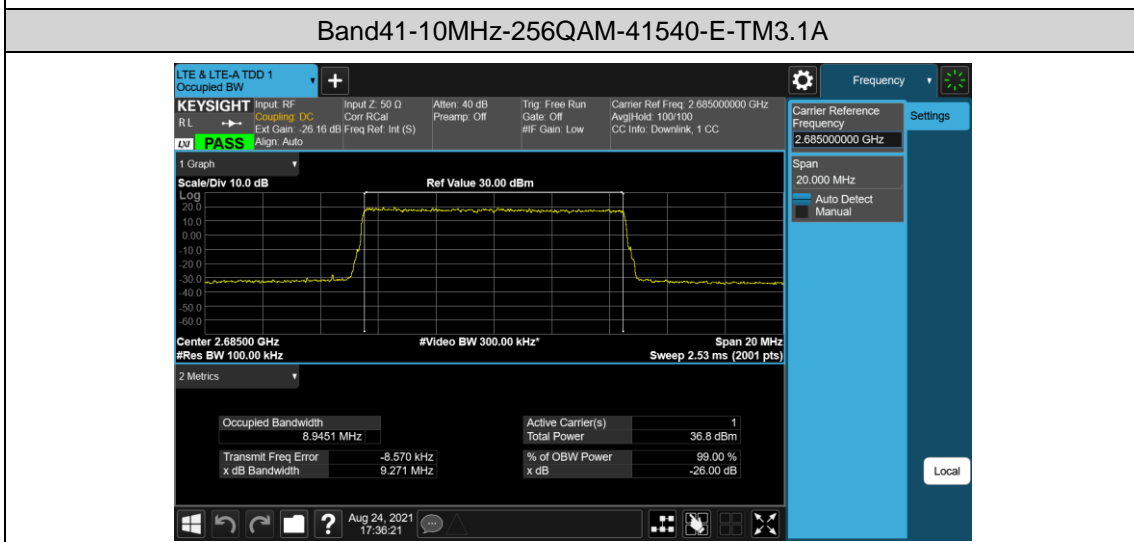 Band41-10MHz-256QAM-41540-E-TM3.1A
LTE & LTE-A TDD 1
Occupied BW
+
Frequency
KEYSIGHT
R L
LXI
PASS
Input: RF
Coupling: DC
Ext Gain: -26.16 dB
Align: Auto
Input Z: 50 Ω
Corr RCal
Freq Ref: Int (S)
Atten: 40 dB
Preamp: Off
Trig: Free Run
Gate: Off
#IF Gain: Low
Carrier Ref Freq: 2.685000000 GHz
Avg|Hold: 100/100
CC Info: Downlink, 1 CC
Carrier Reference
Frequency
2.685000000 GHz
Settings
Span
20.000 MHz
Auto Detect
Manual
1 Graph
Scale/Div 10.0 dB
Ref Value 30.00 dBm
Log
20.0
10.0
0.00
-10.0
-20.0
-30.0
-40.0
-50.0
-60.0
Center 2.68500 GHz
#Video BW 300.00 kHz*
Span 20 MHz
#Res BW 100.00 kHz
Sweep 2.53 ms (2001 pts)
2 Metrics
Occupied Bandwidth
8.9451 MHz
Active Carrier(s) 1
Total Power 36.8 dBm
Transmit Freq Error -8.570 kHz
x dB Bandwidth 9.271 MHz
% of OBW Power 99.00 %
x dB -26.00 dB
Local
?
Aug 24, 2021
17:36:21